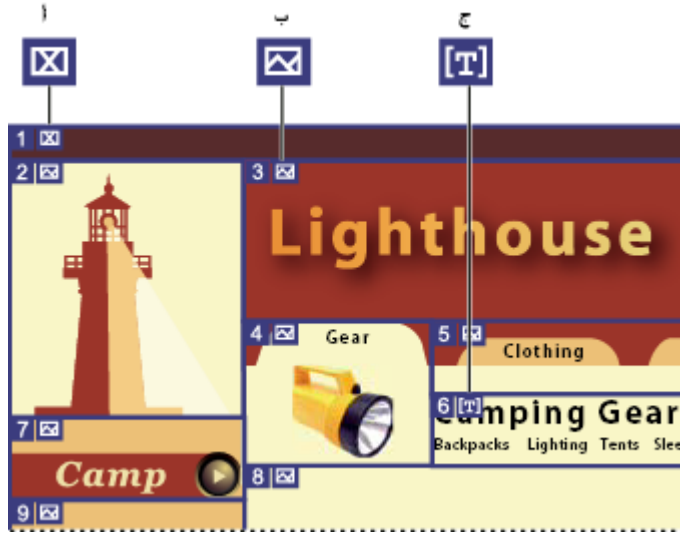 ا ب ج
[T]
1
2 3
Lighthouse
4 Gear 5
Clothing
6 [T] Camping Gear
Backpacks Lighting Tents
7
Camp 8
9